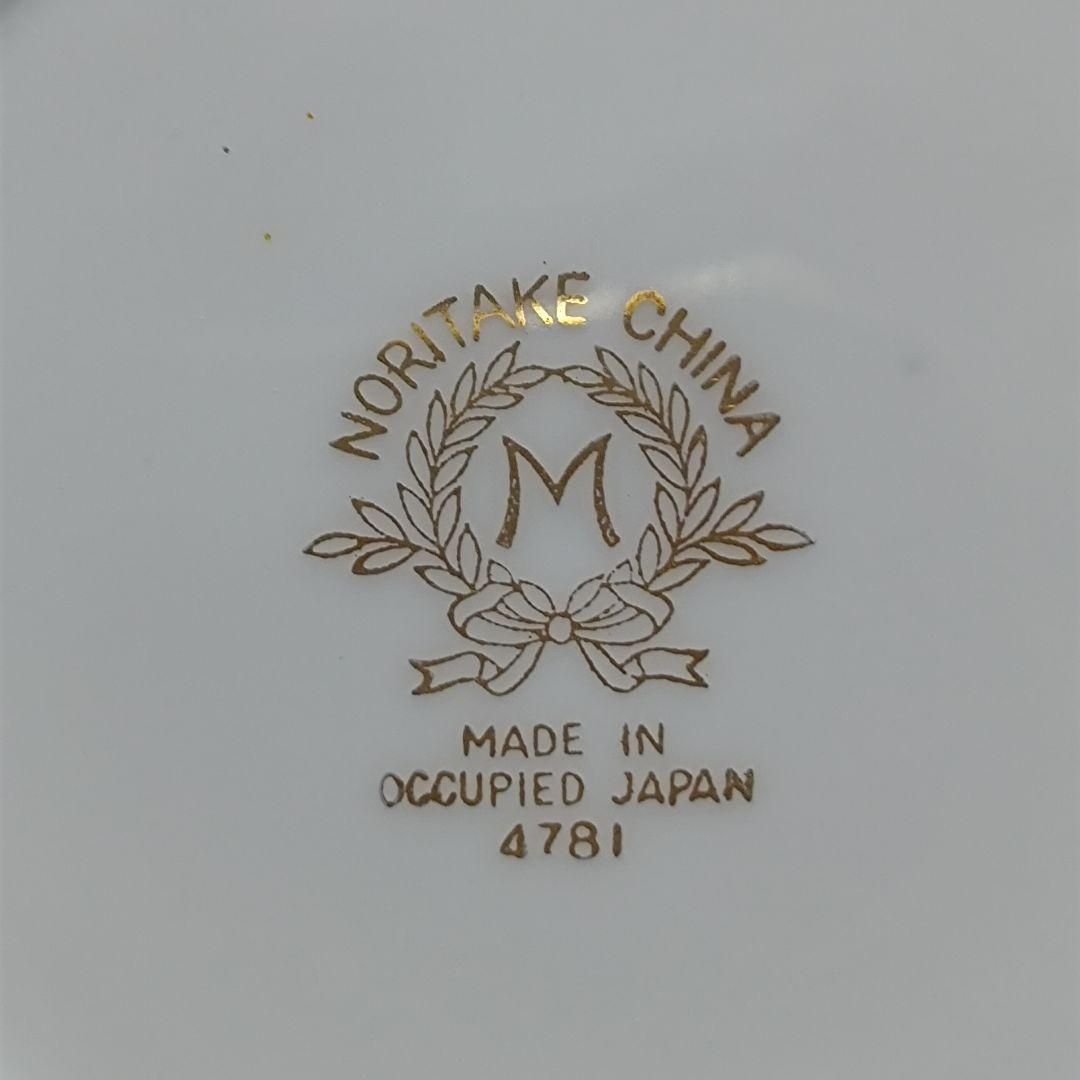 NORITAKE CHINA
M
MADE IN
OCCUPIED JAPAN
4781